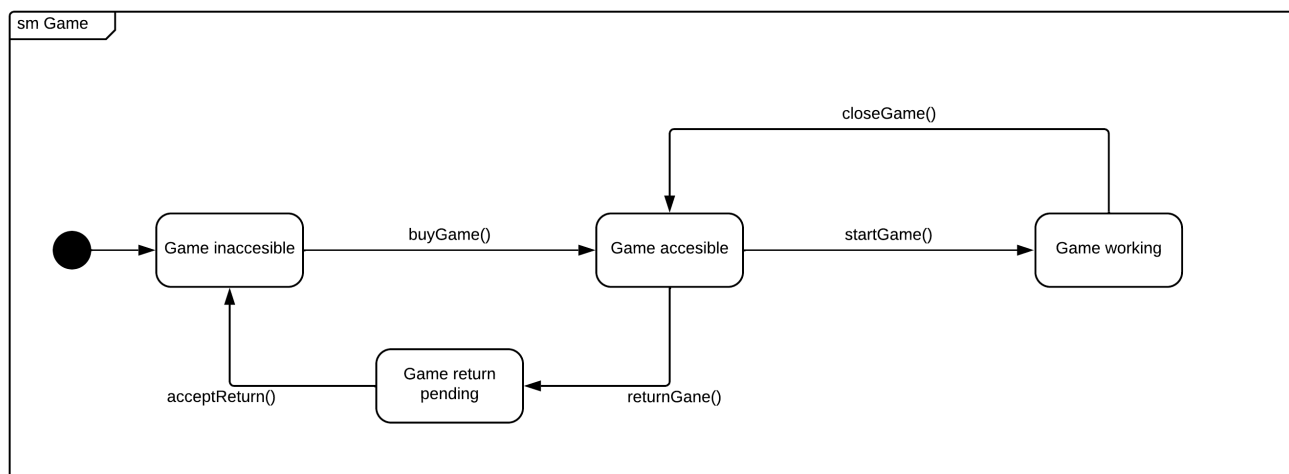 sm Game
closeGame()
Game inaccesible
buyGame()
Game accesible
startGame()
Game working
Game return
pending
acceptReturn()
returnGane()